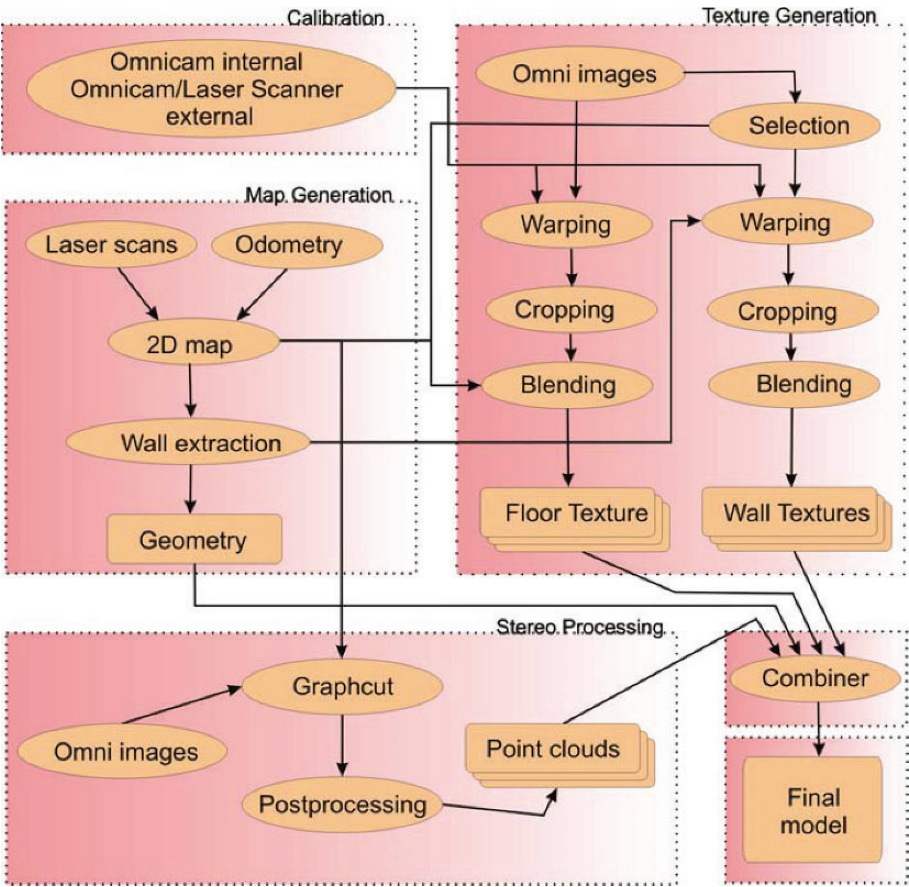 Calibration
Omnicam internal
Omnicam/Laser Scanner
external
Map Generation
Laser scans
Odometry
2D map
Wall extraction
Geometry
Texture Generation
Omni images
Selection
Warping
Warping
Cropping
Cropping
Blending
Blending
Floor Texture
Wall Textures
Stereo Processing
Graphcut
Omni images
Point clouds
Postprocessing
Combiner
Final
model